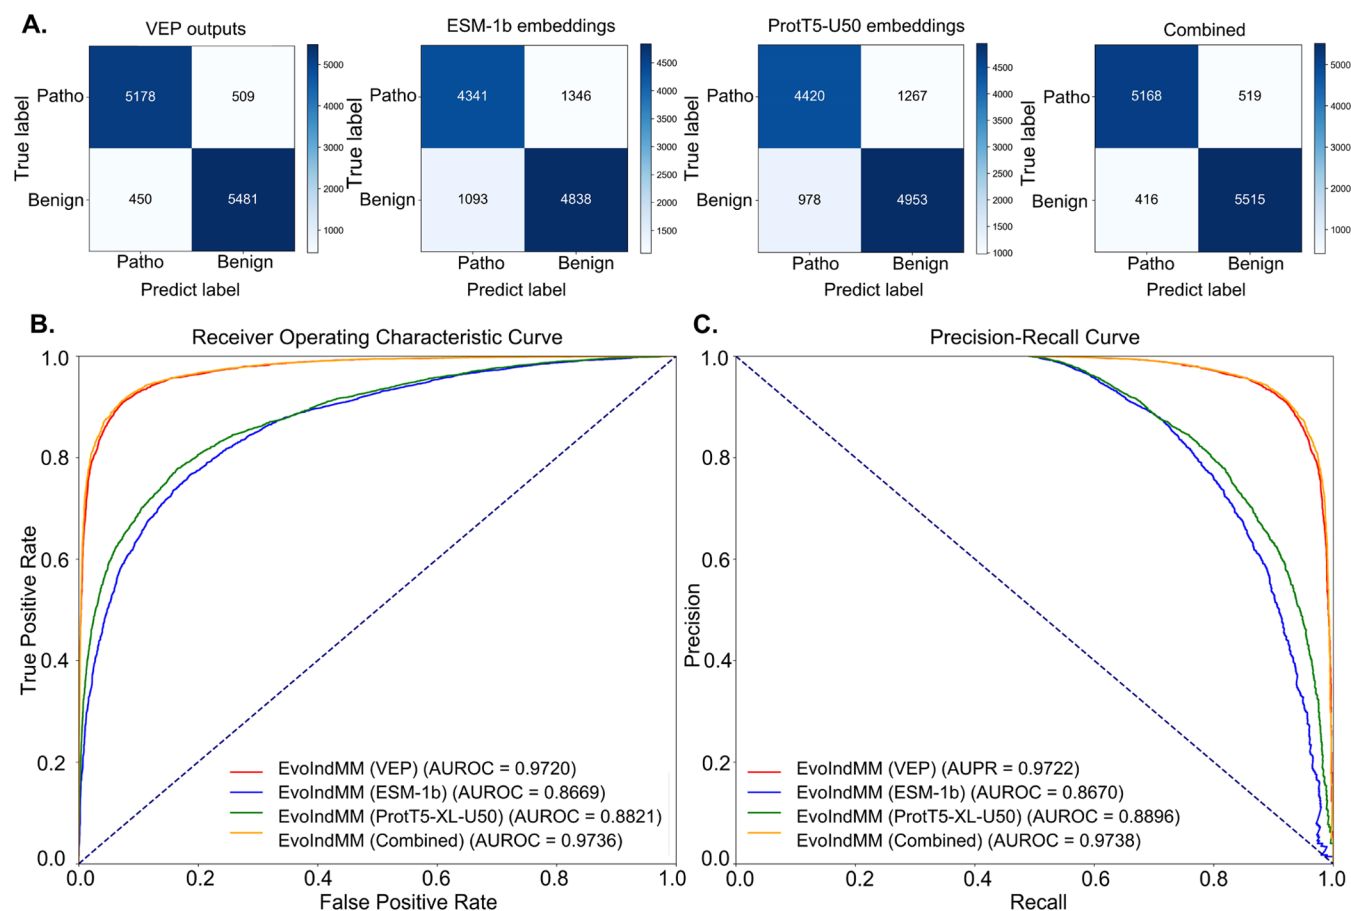 A.
VEP outputs
ESM-1b embeddings
ProtT5-U50 embeddings
Combined
True label
Patho
Benign
5178
509
450
5481
Patho
Benign
Predict label
5000
4000
3000
2000
1000
True label
Patho
Benign
4341
1346
1093
4838
Patho
Benign
Predict label
4500
4000
3500
3000
2500
2000
1500
True label
Patho
Benign
4420
1267
978
4953
Patho
Benign
Predict label
4500
4000
3500
3000
2500
2000
1500
1000
True label
Patho
Benign
5168
519
416
5515
Patho
Benign
Predict label
5000
4000
3000
2000
1000
B.
Receiver Operating Characteristic Curve
True Positive Rate
1.0
0.8
0.6
0.4
0.2
0.0
EvoIndMM (VEP) (AUROC = 0.9720)
EvoIndMM (ESM-1b) (AUROC = 0.8669)
EvoIndMM (ProtT5-XL-U50) (AUROC = 0.8821)
EvoIndMM (Combined) (AUROC = 0.9736)
0.0
0.2
0.4
0.6
0.8
1.0
False Positive Rate
C.
Precision-Recall Curve
Precision
1.0
0.8
0.6
0.4
0.2
0.0
EvoIndMM (VEP) (AUPR = 0.9722)
EvoIndMM (ESM-1b) (AUROC = 0.8670)
EvoIndMM (ProtT5-XL-U50) (AUROC = 0.8896)
EvoIndMM (Combined) (AUROC = 0.9738)
0.0
0.2
0.4
0.6
0.8
1.0
Recall